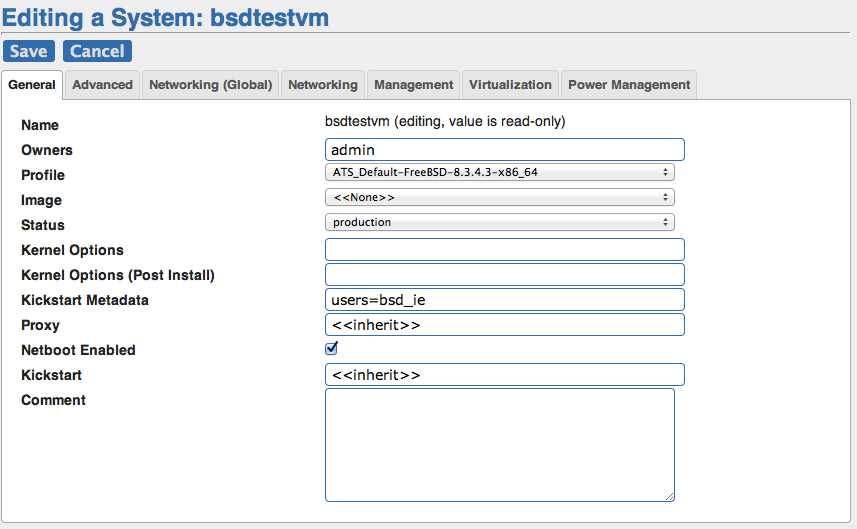 Editing a System: bsdtestvm
Save Cancel
General Advanced Networking (Global) Networking Management Virtualization Power Management
Name bsdtestvm (editing, value is read-only)
Owners admin
Profile ATS_Default-FreeBSD-8.3.4.3-x86_64
Image <<None>>
Status production
Kernel Options
Kernel Options (Post Install)
Kickstart Metadata users=bsd_ie
Proxy <<inherit>>
Netboot Enabled
Kickstart <<inherit>>
Comment